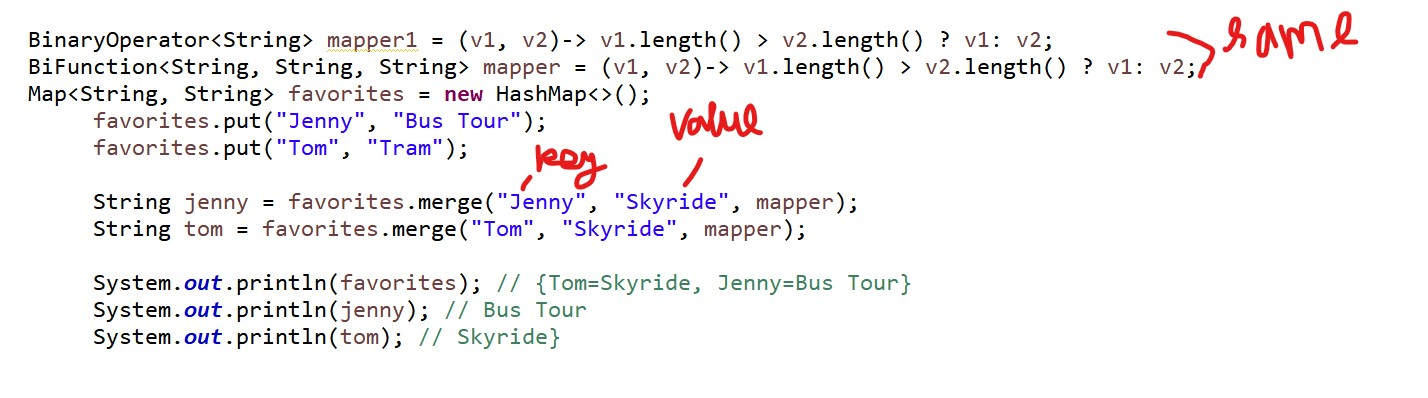 BinaryOperator<String> mapper1 = (v1, v2)-> v1.length() > v2.length() ? v1: v2;
same
BiFunction<String, String, String> mapper = (v1, v2)-> v1.length() > v2.length() ? v1: v2;
Map<String, String> favorites = new HashMap<>();
favorites.put("Jenny", "Bus Tour");
value
favorites.put("Tom", "Tram");
key
String jenny = favorites.merge("Jenny", "Skyride", mapper);
String tom = favorites.merge("Tom", "Skyride", mapper);
System.out.println(favorites); // {Tom=Skyride, Jenny=Bus Tour}
System.out.println(jenny); // Bus Tour
System.out.println(tom); // Skyride}